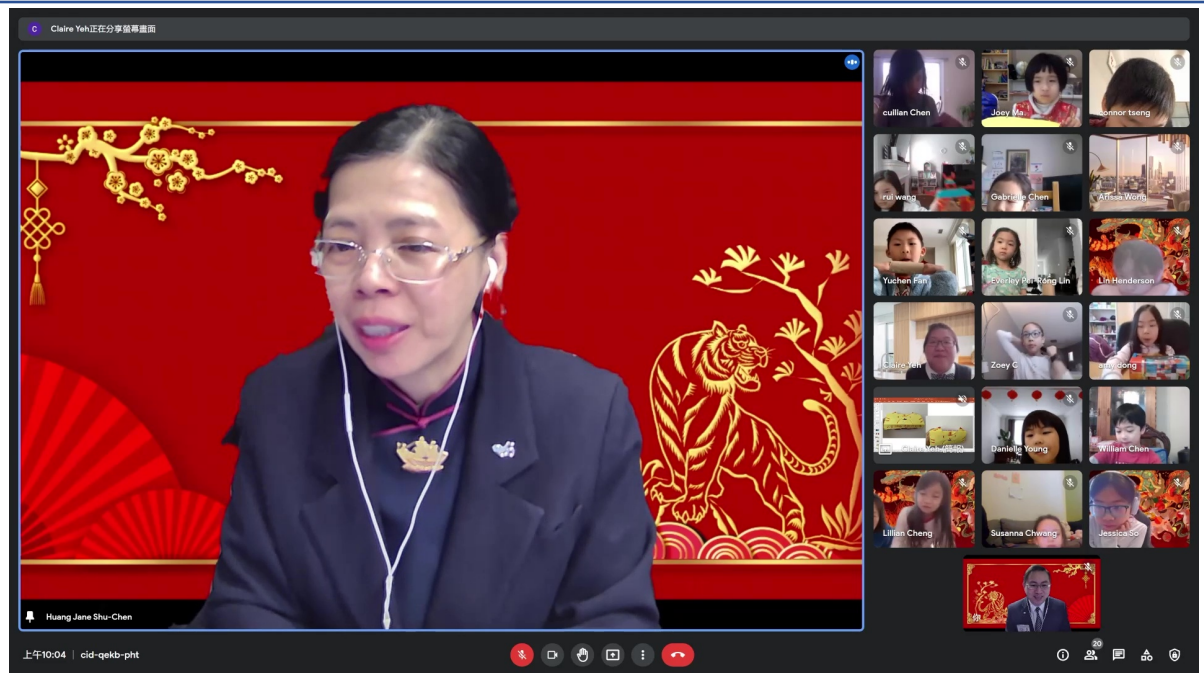 C Claire Yeh正在分享螢幕畫面
cuilian Chen
Joey Ma
connor tseng
rui wang
Gabrielle Chen
Arissa Wong
Yuchen Fan
Everley Pei-Rong Lin
Lin Henderson
Claire Yeh
Zoey C
amy dong
Danielle Young
William Chen
Lillian Cheng
Susanna Chwang
Jessica So
你
Huang Jane Shu-Chen
上午10:04 | cid-qekb-pht
20